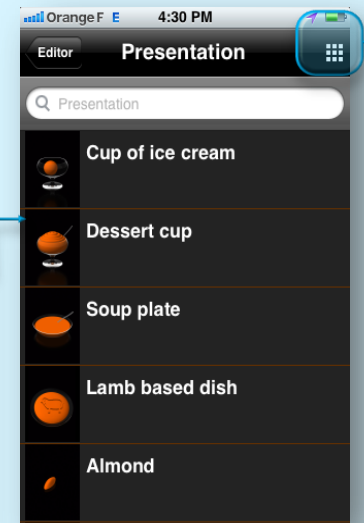 Orange F E 4:30 PM
Editor Presentation
Presentation
Cup of ice cream
Dessert cup
Soup plate
Lamb based dish
Almond